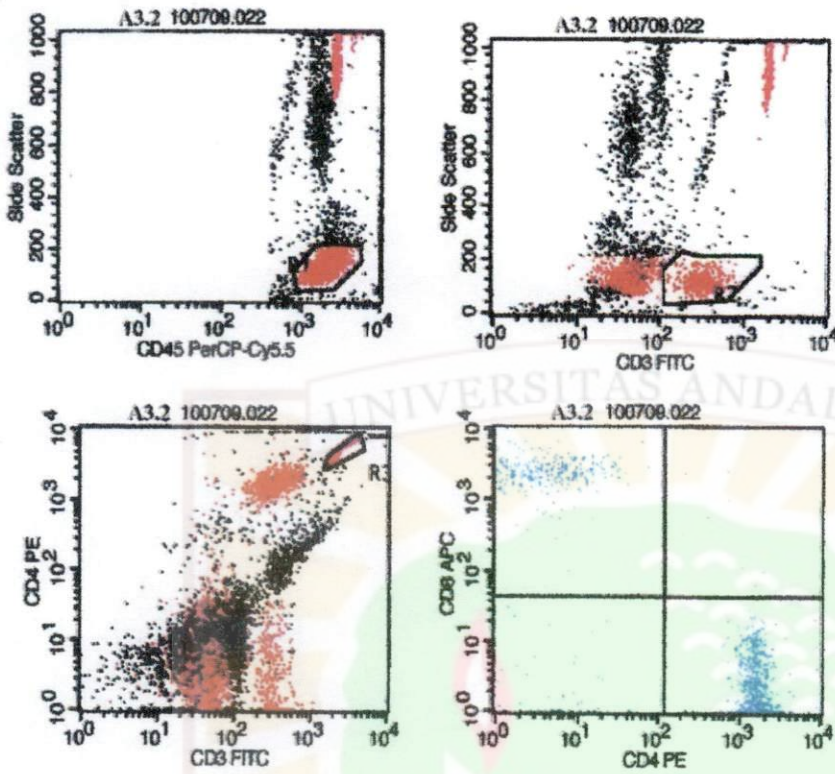 A3.2 100709.022
Side Scatter
1000
800
600
400
200
0
R1
10^0 10^1 10^2 10^3 10^4
CD45 PerCP-Cy5.5
A3.2 100709.022
Side Scatter
1000
800
600
400
200
0
10^0 10^1 10^2 10^3 10^4
CD3 FITC
UNIVERSITAS ANDAL
A3.2 100709.022
CD4 PE
10^4
10^3
10^2
10^1
10^0
R3
10^0 10^1 10^2 10^3 10^4
CD3 FITC
A3.2 100709.022
CD8 APC
10^4
10^3
10^2
10^1
10^0
10^0 10^1 10^2 10^3 10^4
CD4 PE